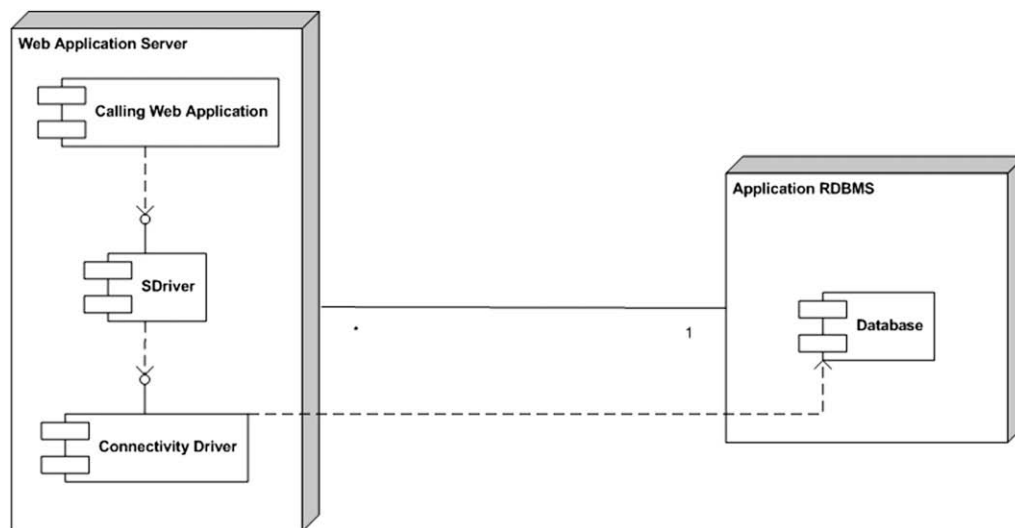 Web Application Server
Calling Web Application
SDriver
Connectivity Driver
*
1
Application RDBMS
Database